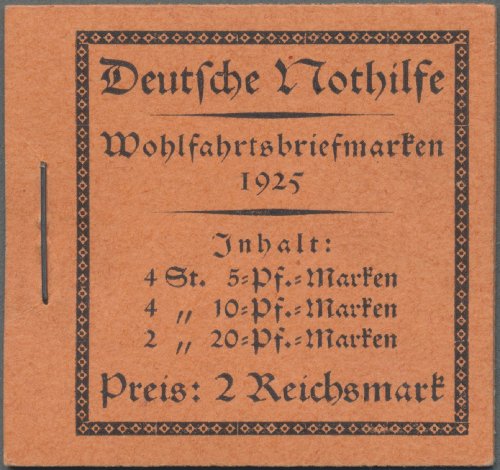 Deutsche Nothilfe
Wohlfahrtsbriefmarken
1925
Inhalt:
4 St. 5=Pf.=Marken
4 „ 10=Pf.=Marken
2 „ 20=Pf.=Marken
Preis: 2 Reichsmark